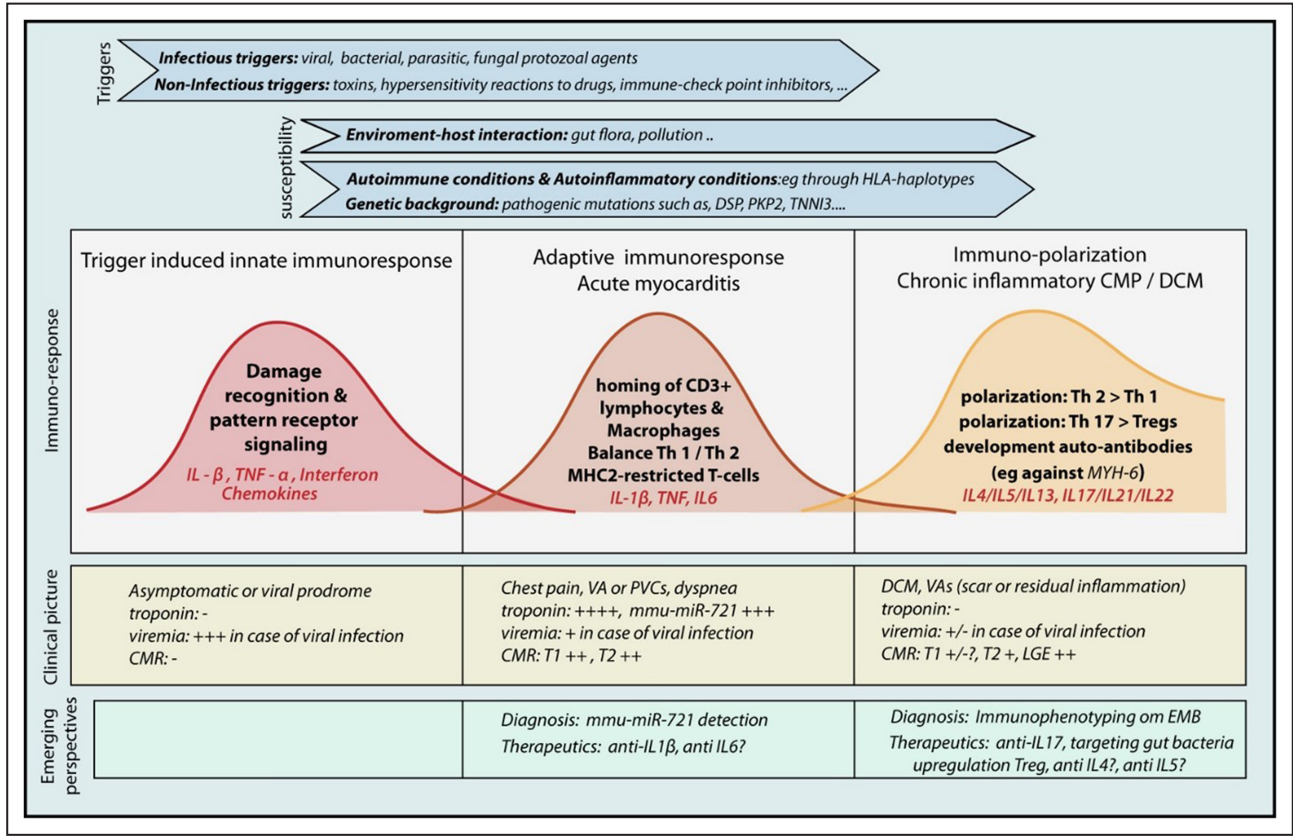 Triggers
Infectious triggers: viral, bacterial, parasitic, fungal protozoal agents
Non-Infectious triggers: toxins, hypersensitivity reactions to drugs, immune-check point inhibitors, ...
susceptibility
Enviroment-host interaction: gut flora, pollution ..
Autoimmune conditions & Autoinflammatory conditions:eg through HLA-haplotypes
Genetic background: pathogenic mutations such as, DSP, PKP2, TNNI3....
Immuno-response
Trigger induced innate immunoresponse
Damage
recognition &
pattern receptor
signaling
IL - β , TNF - α , Interferon
Chemokines
Adaptive immunoresponse
Acute myocarditis
homing of CD3+
lymphocytes &
Macrophages
Balance Th 1 / Th 2
MHC2-restricted T-cells
IL-1β, TNF, IL6
Immuno-polarization
Chronic inflammatory CMP / DCM
polarization: Th 2 > Th 1
polarization: Th 17 > Tregs
development auto-antibodies
(eg against MYH-6)
IL4/IL5/IL13, IL17/IL21/IL22
Clinical picture
Asymptomatic or viral prodrome
troponin: -
viremia: +++ in case of viral infection
CMR: -
Chest pain, VA or PVCs, dyspnea
troponin: ++++, mmu-miR-721 +++
viremia: + in case of viral infection
CMR: T1 ++ , T2 ++
DCM, VAs (scar or residual inflammation)
troponin: -
viremia: +/- in case of viral infection
CMR: T1 +/-?, T2 +, LGE ++
Emerging
perspectives
Diagnosis: mmu-miR-721 detection
Therapeutics: anti-IL1β, anti IL6?
Diagnosis: Immunophenotyping om EMB
Therapeutics: anti-IL17, targeting gut bacteria
upregulation Treg, anti IL4?, anti IL5?